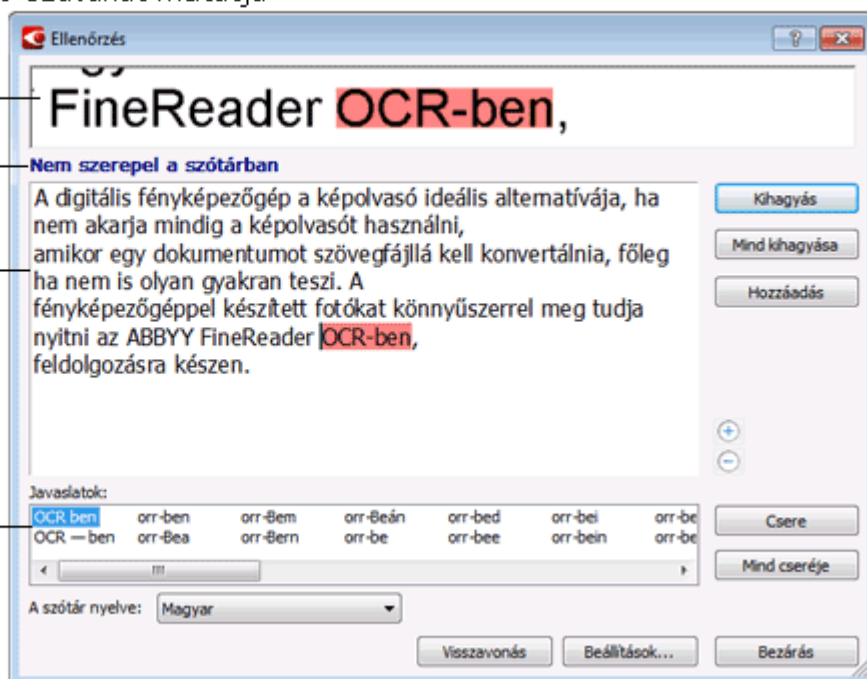 Ellenőrzés
FineReader OCR-ben,
Nem szerepel a szótárban
A digitális fényképezőgép a képolvasó ideális alternatívája, ha
nem akarja mindig a képolvasót használni,
amikor egy dokumentumot szövegfájllá kell konvertálnia, főleg
ha nem is olyan gyakran teszi. A
fényképezőgéppel készített fotókat könnyűszerrel meg tudja
nyitni az ABBYY FineReader OCR-ben,
feldolgozásra készen.
Kihagyás
Mind kihagyása
Hozzáadás
Javaslatok:
OCR ben orr-ben orr-Bem orr-Beán orr-bed orr-bei orr-be
OCR — ben orr-Bea orr-Bern orr-be orr-bee orr-bein orr-be
Csere
Mind cseréje
A szótár nyelve: Magyar
Visszavonás Beállítások... Bezárás